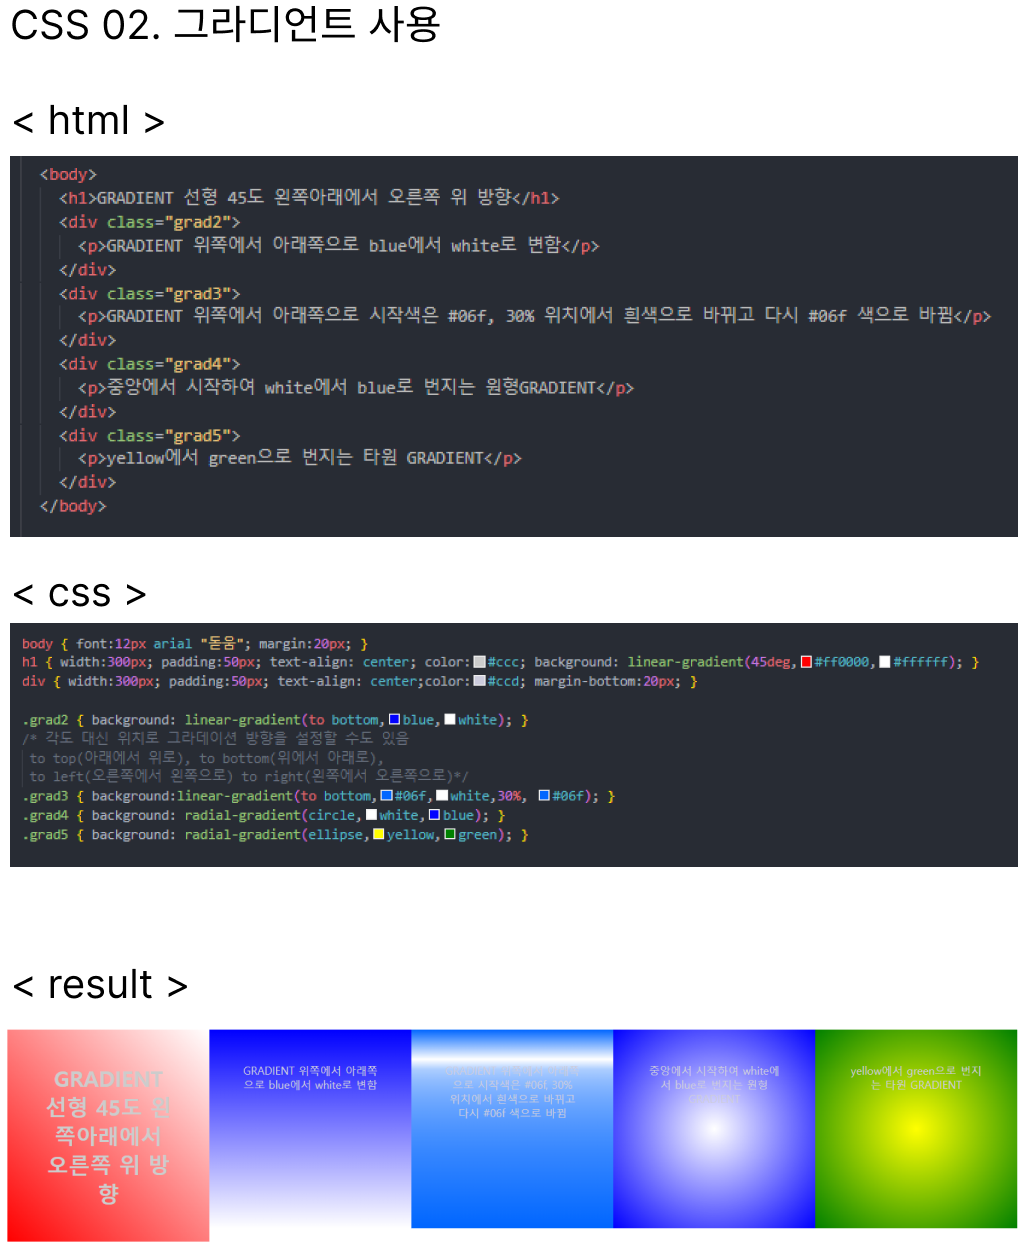 CSS 02. 그라디언트 사용
< html >
<body>
<h1>GRADIENT 선형 45도 왼쪽아래에서 오른쪽 위 방향</h1>
<div class="grad2">
<p>GRADIENT 위쪽에서 아래쪽으로 blue에서 white로 변함</p>
</div>
<div class="grad3">
<p>GRADIENT 위쪽에서 아래쪽으로 시작색은 #06f, 30% 위치에서 흰색으로 바뀌고 다시 #06f 색으로 바뀜</p>
</div>
<div class="grad4">
<p>중앙에서 시작하여 white에서 blue로 번지는 원형GRADIENT</p>
</div>
<div class="grad5">
<p>yellow에서 green으로 번지는 타원 GRADIENT</p>
</div>
</body>
< css >
body { font:12px arial "돋움"; margin:20px; }
h1 { width:300px; padding:50px; text-align: center; color:#ccc; background: linear-gradient(45deg,#ff0000,#ffffff); }
div { width:300px; padding:50px; text-align: center;color:#ccd; margin-bottom:20px; }
.grad2 { background: linear-gradient(to bottom,blue,white); }
/* 각도 대신 위치로 그라데이션 방향을 설정할 수도 있음
to top(아래에서 위로), to bottom(위에서 아래로),
to left(오른쪽에서 왼쪽으로) to right(왼쪽에서 오른쪽으로)*/
.grad3 { background:linear-gradient(to bottom,#06f,white,30%, #06f); }
.grad4 { background: radial-gradient(circle,white,blue); }
.grad5 { background: radial-gradient(ellipse,yellow,green); }
< result >
GRADIENT
선형 45도 왼
쪽아래에서
오른쪽 위 방
향
GRADIENT 위쪽에서 아래쪽
으로 blue에서 white로 변함
GRADIENT 위쪽에서 아래쪽
으로 시작색은 #06f, 30%
위치에서 흰색으로 바뀌고
다시 #06f 색으로 바뀜
중앙에서 시작하여 white에
서 blue로 번지는 원형
GRADIENT
yellow에서 green으로 번지
는 타원 GRADIENT